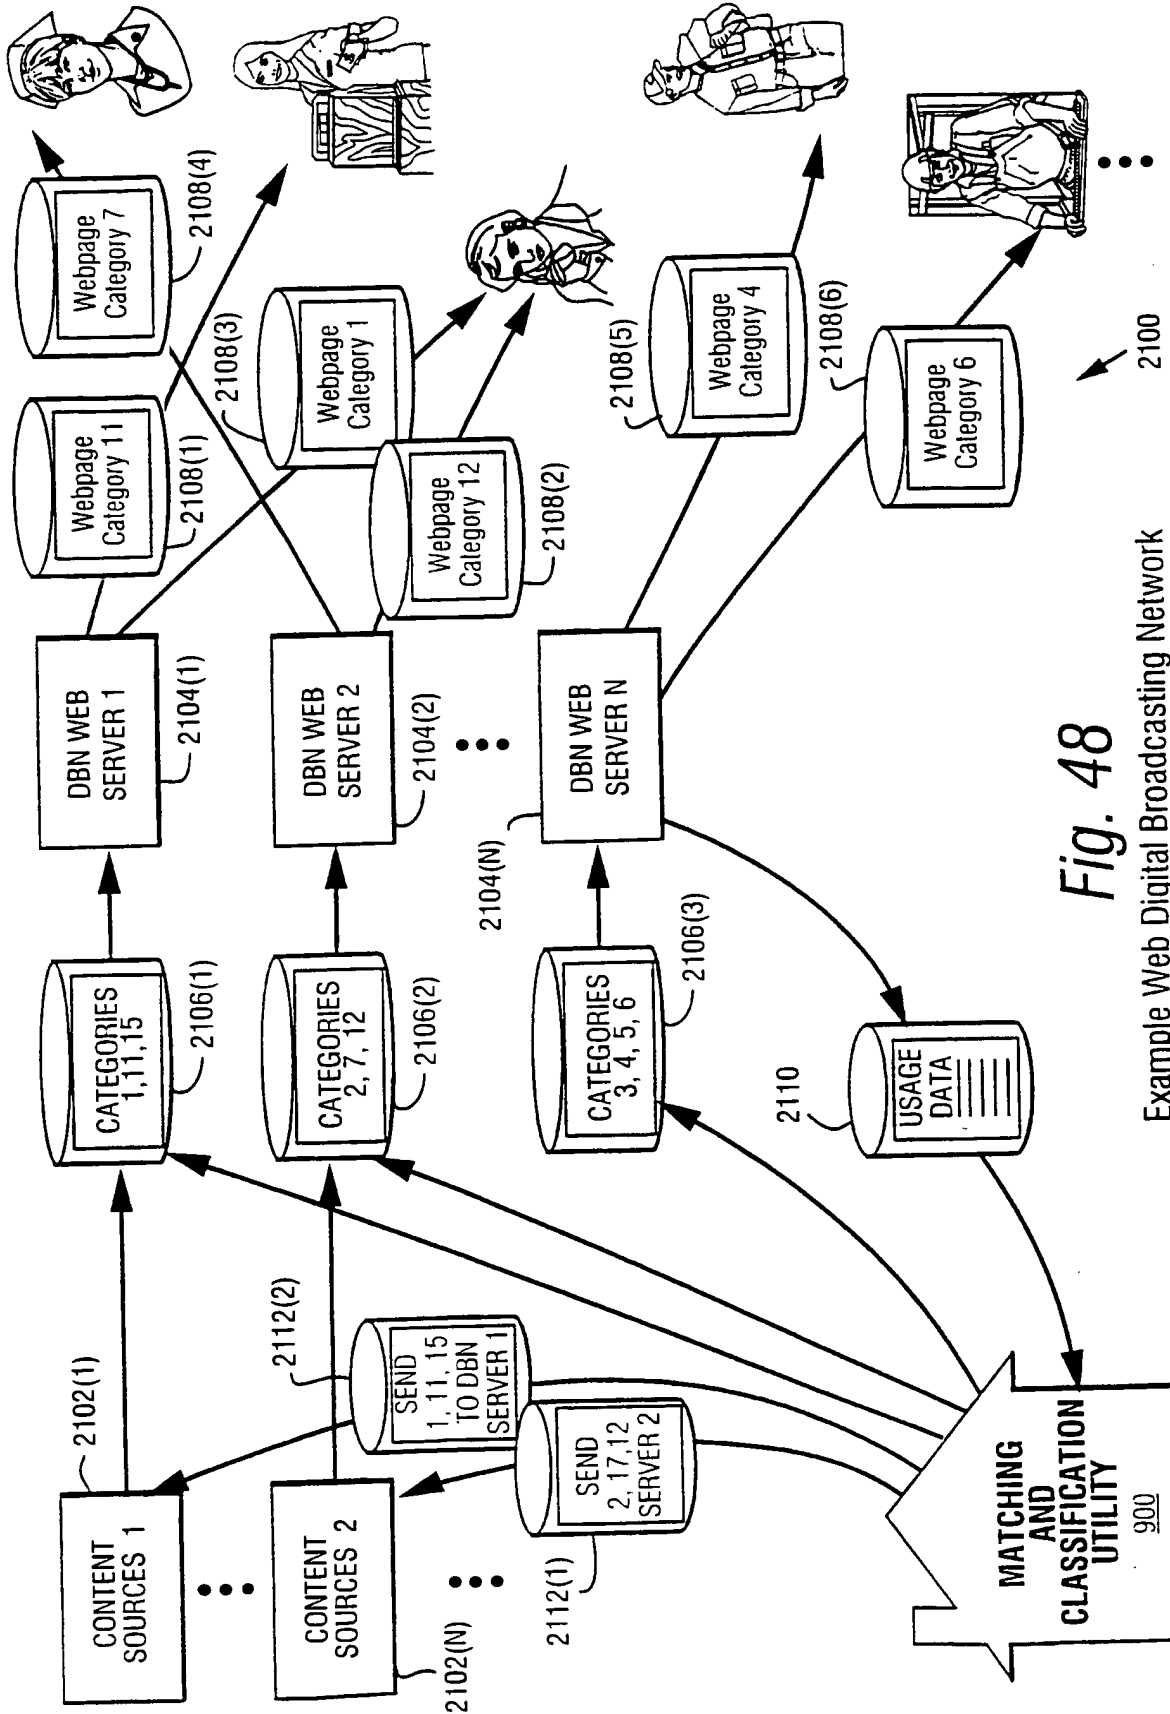 CONTENT
SOURCES 1
2102(1)
CONTENT
SOURCES 2
2102(N)
SEND
1, 11, 15
TO DBN
SERVER 1
2112(2)
SEND
2, 17, 12
SERVER 2
2112(1)
MATCHING
AND
CLASSIFICATION
UTILITY
900
CATEGORIES
1, 11, 15
2106(1)
CATEGORIES
2, 7, 12
2106(2)
CATEGORIES
3, 4, 5, 6
2106(3)
USAGE
DATA
2110
DBN WEB
SERVER 1
2104(1)
DBN WEB
SERVER 2
2104(2)
DBN WEB
SERVER N
2104(N)
Webpage
Category 11
2108(1)
Webpage
Category 7
2108(4)
Webpage
Category 1
2108(3)
Webpage
Category 12
2108(2)
Webpage
Category 4
2108(5)
Webpage
Category 6
2108(6)
2100
Fig. 48
Example Web Digital Broadcasting Network